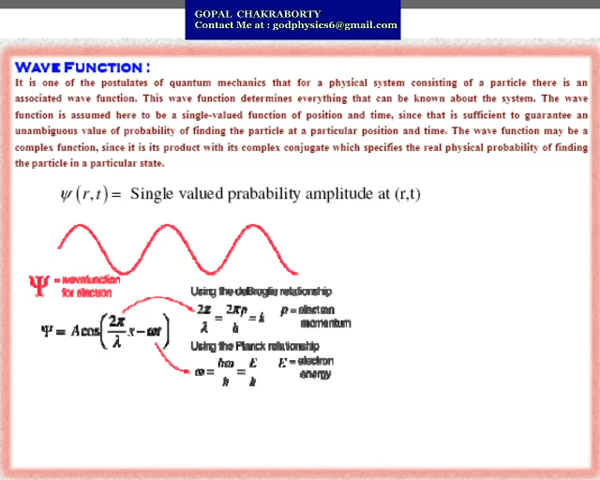 GOPAL CHAKRABORTY
Contact Me at : godphysics6@gmail.com
WAVE FUNCTION :
It is one of the postulates of quantum mechanics that for a physical system consisting of a particle there is an
associated wave function. This wave function determines everything that can be known about the system. The wave
function is assumed here to be a single-valued function of position and time, since that is sufficient to guarantee an
unambiguous value of probability of finding the particle at a particular position and time. The wave function may be a
complex function, since it is its product with its complex conjugate which specifies the real physical probability of finding
the particle in a particular state.
ψ(r,t) = Single valued prabability amplitude at (r,t)
Ψ = wavefunction
for electron
Using the deBroglie relationship
2π/λ = 2πp/h = k p = electron
momentum
Ψ = A cos(2π/λ x − ωt)
Using the Planck relationship
ω = ħω/ħ = E/ħ E = electron
energy